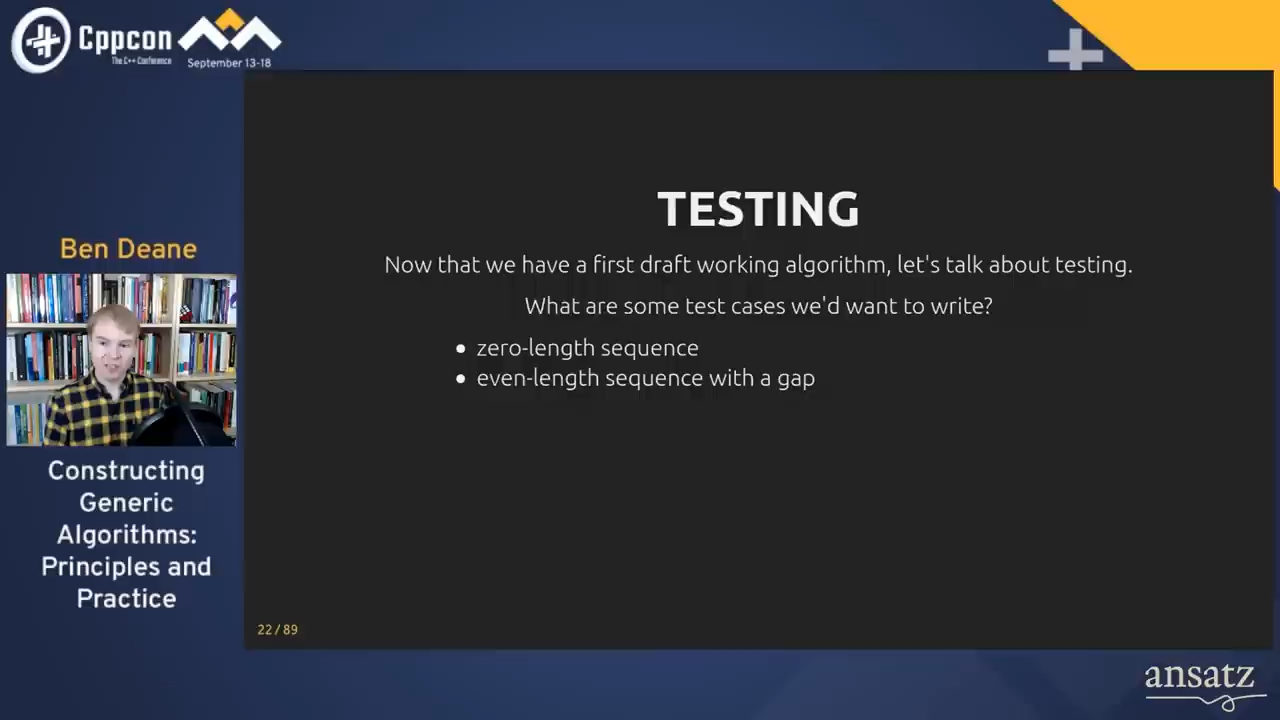 Cppcon
The C++ Conference
September 13-18
Ben Deane
Constructing
Generic
Algorithms:
Principles and
Practice
TESTING
Now that we have a first draft working algorithm, let's talk about testing.
What are some test cases we'd want to write?
• zero-length sequence
• even-length sequence with a gap
22 / 89
ansatz